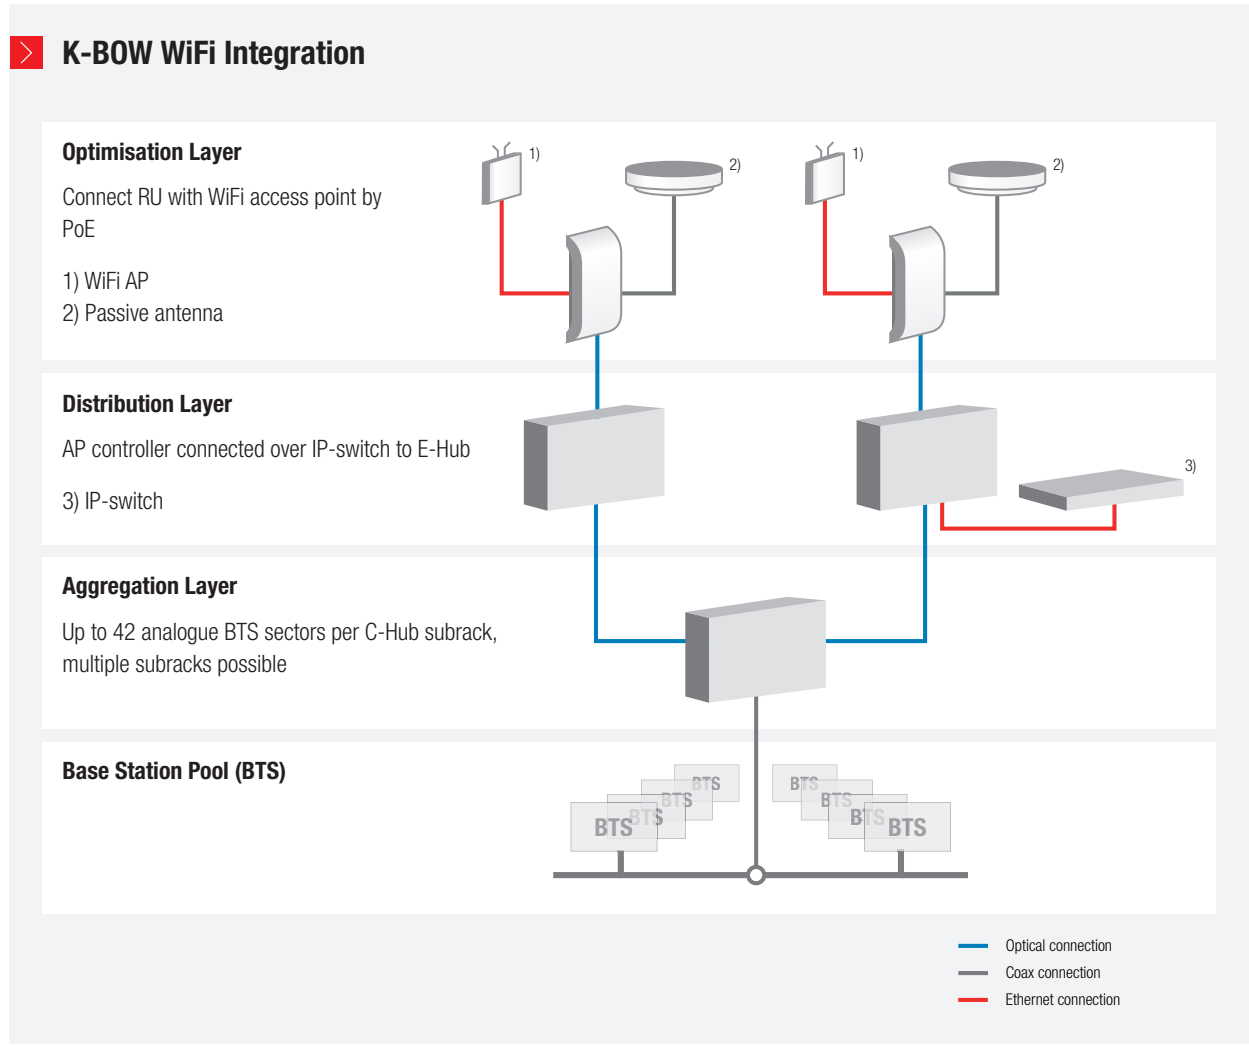 K-BOW WiFi Integration
Optimisation Layer
Connect RU with WiFi access point by
PoE
1) WiFi AP
2) Passive antenna
1)
2)
1)
2)
Distribution Layer
AP controller connected over IP-switch to E-Hub
3) IP-switch
3)
Aggregation Layer
Up to 42 analogue BTS sectors per C-Hub subrack,
multiple subracks possible
Base Station Pool (BTS)
BTS
BTS
BTS
BTS
BTS
BTS
BTS
BTS
Optical connection
Coax connection
Ethernet connection